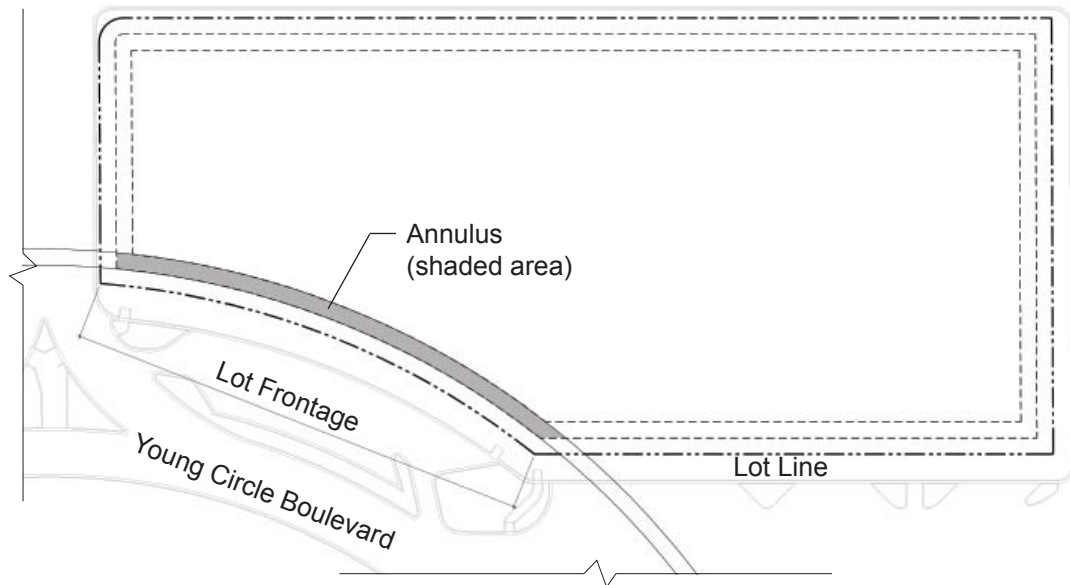 Annulus
(shaded area)
Lot Frontage
Young Circle Boulevard
Lot Line